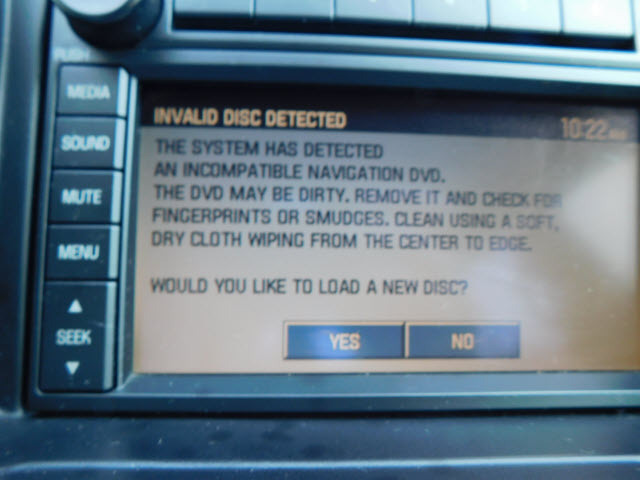 PUSH
MEDIA
SOUND
MUTE
MENU
SEEK
INVALID DISC DETECTED
10:22
THE SYSTEM HAS DETECTED
AN INCOMPATIBLE NAVIGATION DVD.
THE DVD MAY BE DIRTY. REMOVE IT AND CHECK FOR
FINGERPRINTS OR SMUDGES. CLEAN USING A SOFT,
DRY CLOTH WIPING FROM THE CENTER TO EDGE.
WOULD YOU LIKE TO LOAD A NEW DISC?
YES NO